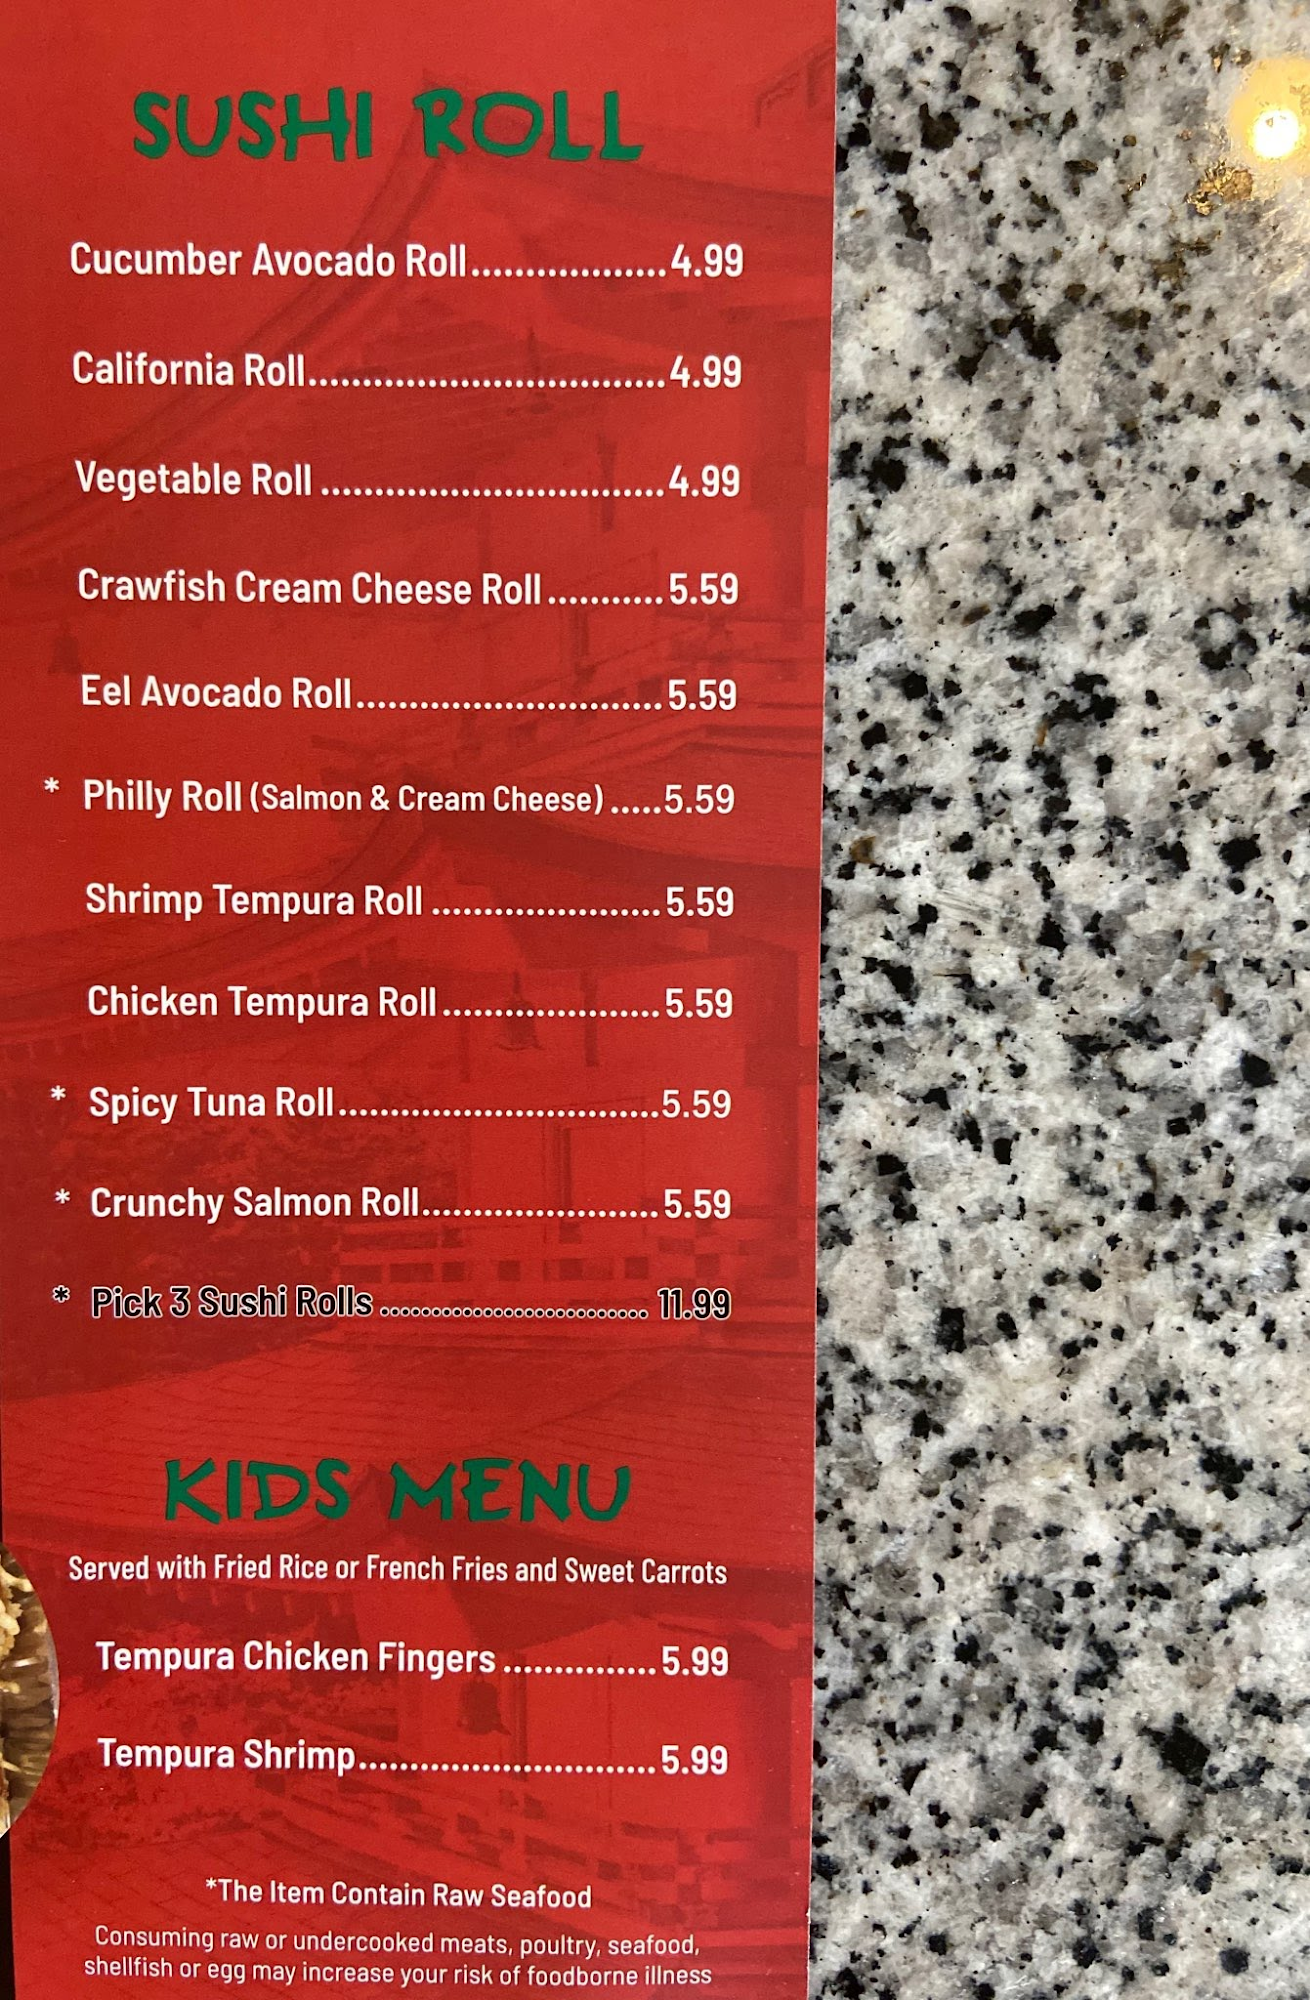 SUSHI ROLL
Cucumber Avocado Roll..................4.99
California Roll.................................4.99
Vegetable Roll ................................4.99
Crawfish Cream Cheese Roll...........5.59
Eel Avocado Roll.............................5.59
* Philly Roll (Salmon & Cream Cheese) .....5.59
Shrimp Tempura Roll ......................5.59
Chicken Tempura Roll.....................5.59
* Spicy Tuna Roll...............................5.59
* Crunchy Salmon Roll.......................5.59
* Pick 3 Sushi Rolls .......................... 11.99
KIDS MENU
Served with Fried Rice or French Fries and Sweet Carrots
Tempura Chicken Fingers ...............5.99
Tempura Shrimp.............................5.99
*The Item Contain Raw Seafood
Consuming raw or undercooked meats, poultry, seafood,
shellfish or egg may increase your risk of foodborne illness